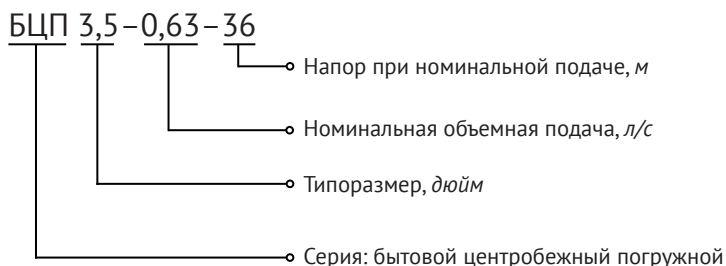 БЦП 3,5–0,63–36
Напор при номинальной подаче, м
Номинальная объемная подача, л/с
Типоразмер, дюйм
Серия: бытовой центробежный погружной